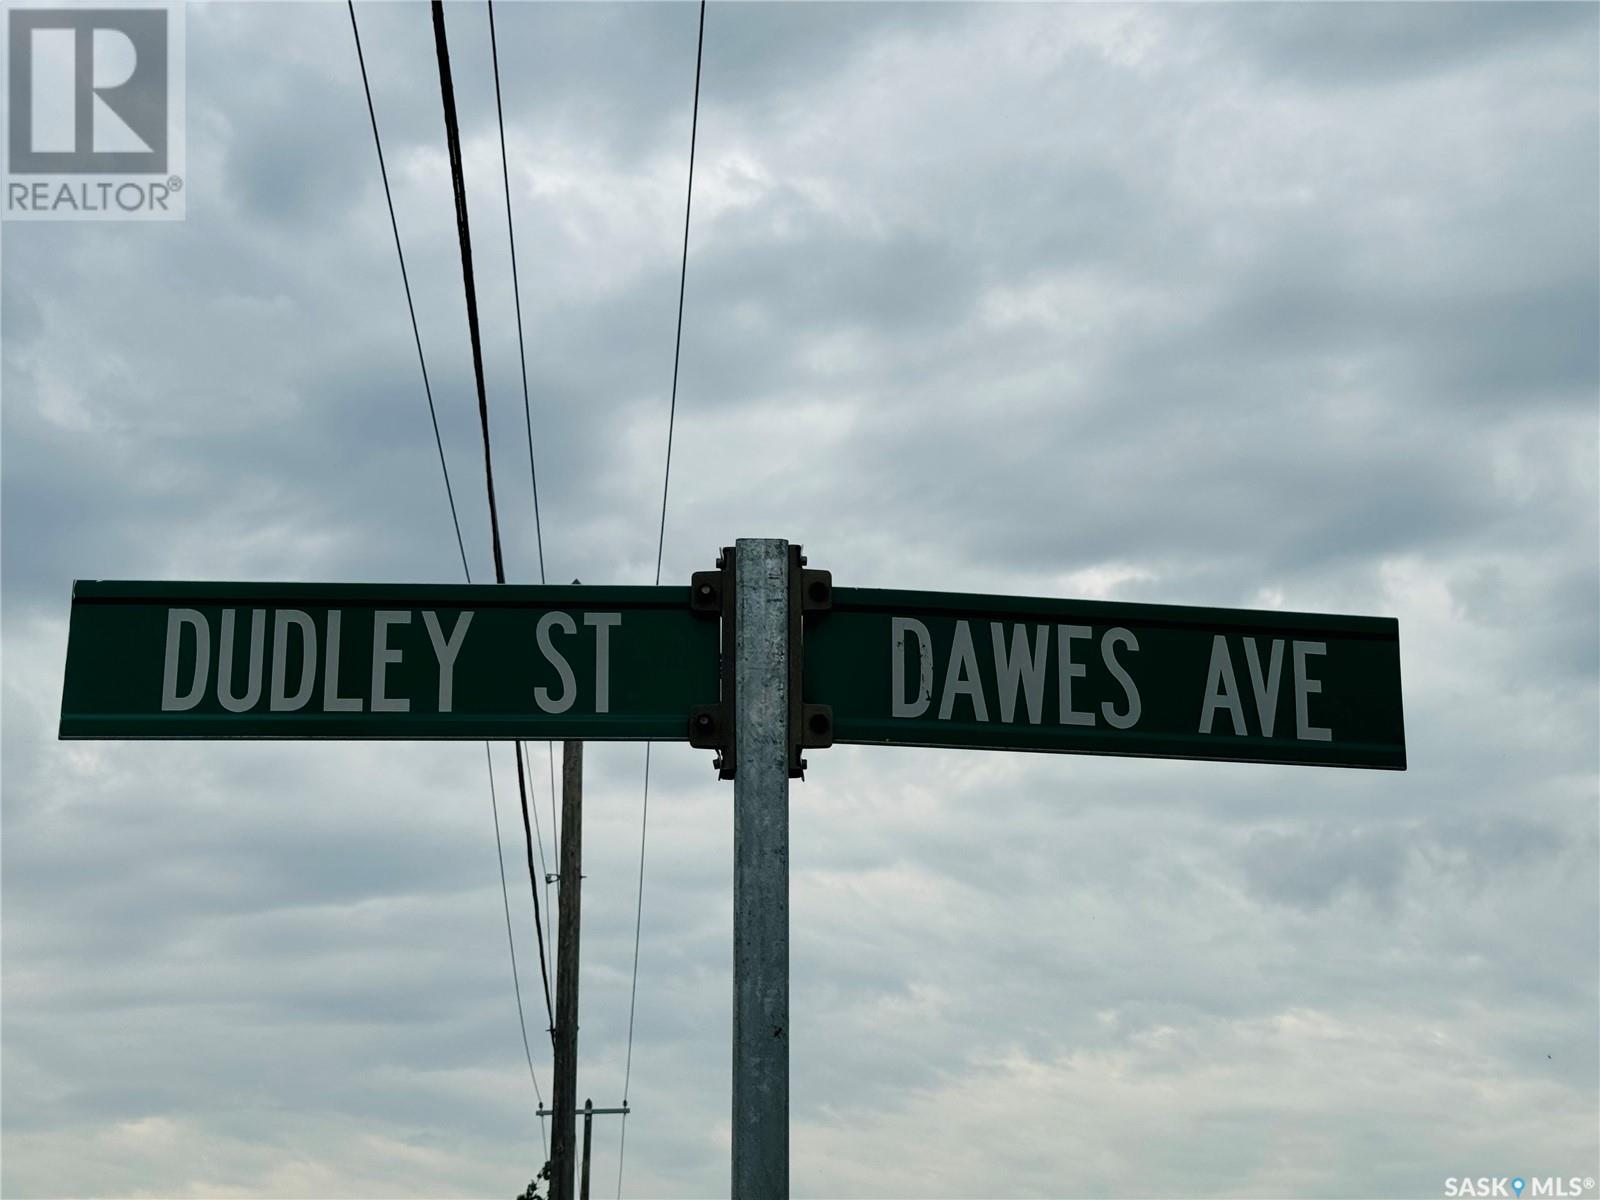 R
REALTOR®
DUDLEY ST
DAWES AVE
SASK MLS®